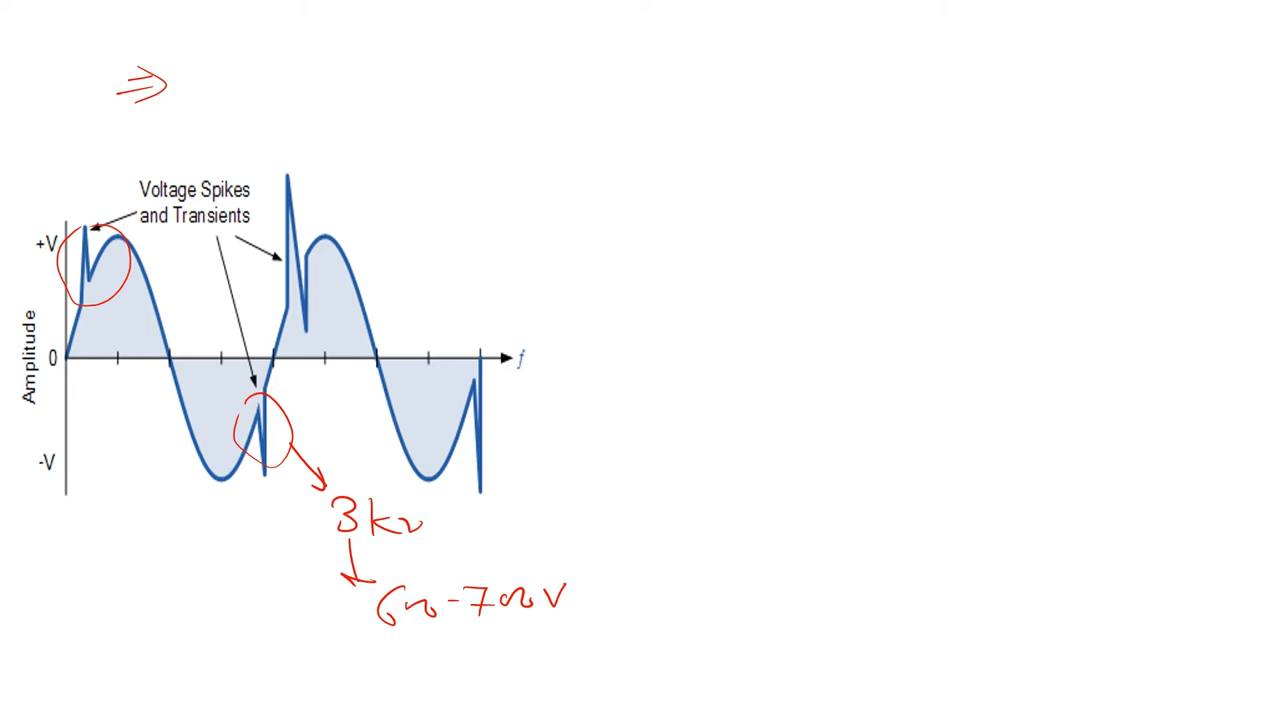 Voltage Spikes
and Transients
+V
Amplitude
0
f
-V
3kv
600-700V